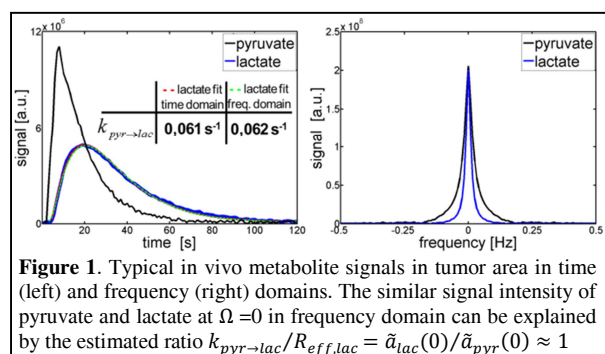 12 x 10⁶
pyruvate
lactate
lactate fit time domain
lactate fit freq. domain
k pyr→lac
0,061 s⁻¹
0,062 s⁻¹
signal [a.u.]
6
0
0 20 40 60 80 100 120
time [s]
2.5 x 10⁶
pyruvate
lactate
2
1.5
1
0.5
0
signal [a.u.]
-0.5 -0.25 0 0.25 0.5
frequency [Hz]
Figure 1. Typical in vivo metabolite signals in tumor area in time
(left) and frequency (right) domains. The similar signal intensity of
pyruvate and lactate at Ω =0 in frequency domain can be explained
by the estimated ratio k_pyr→lac/R_eff,lac = ã_lac(0)/ã_pyr(0) ≈ 1